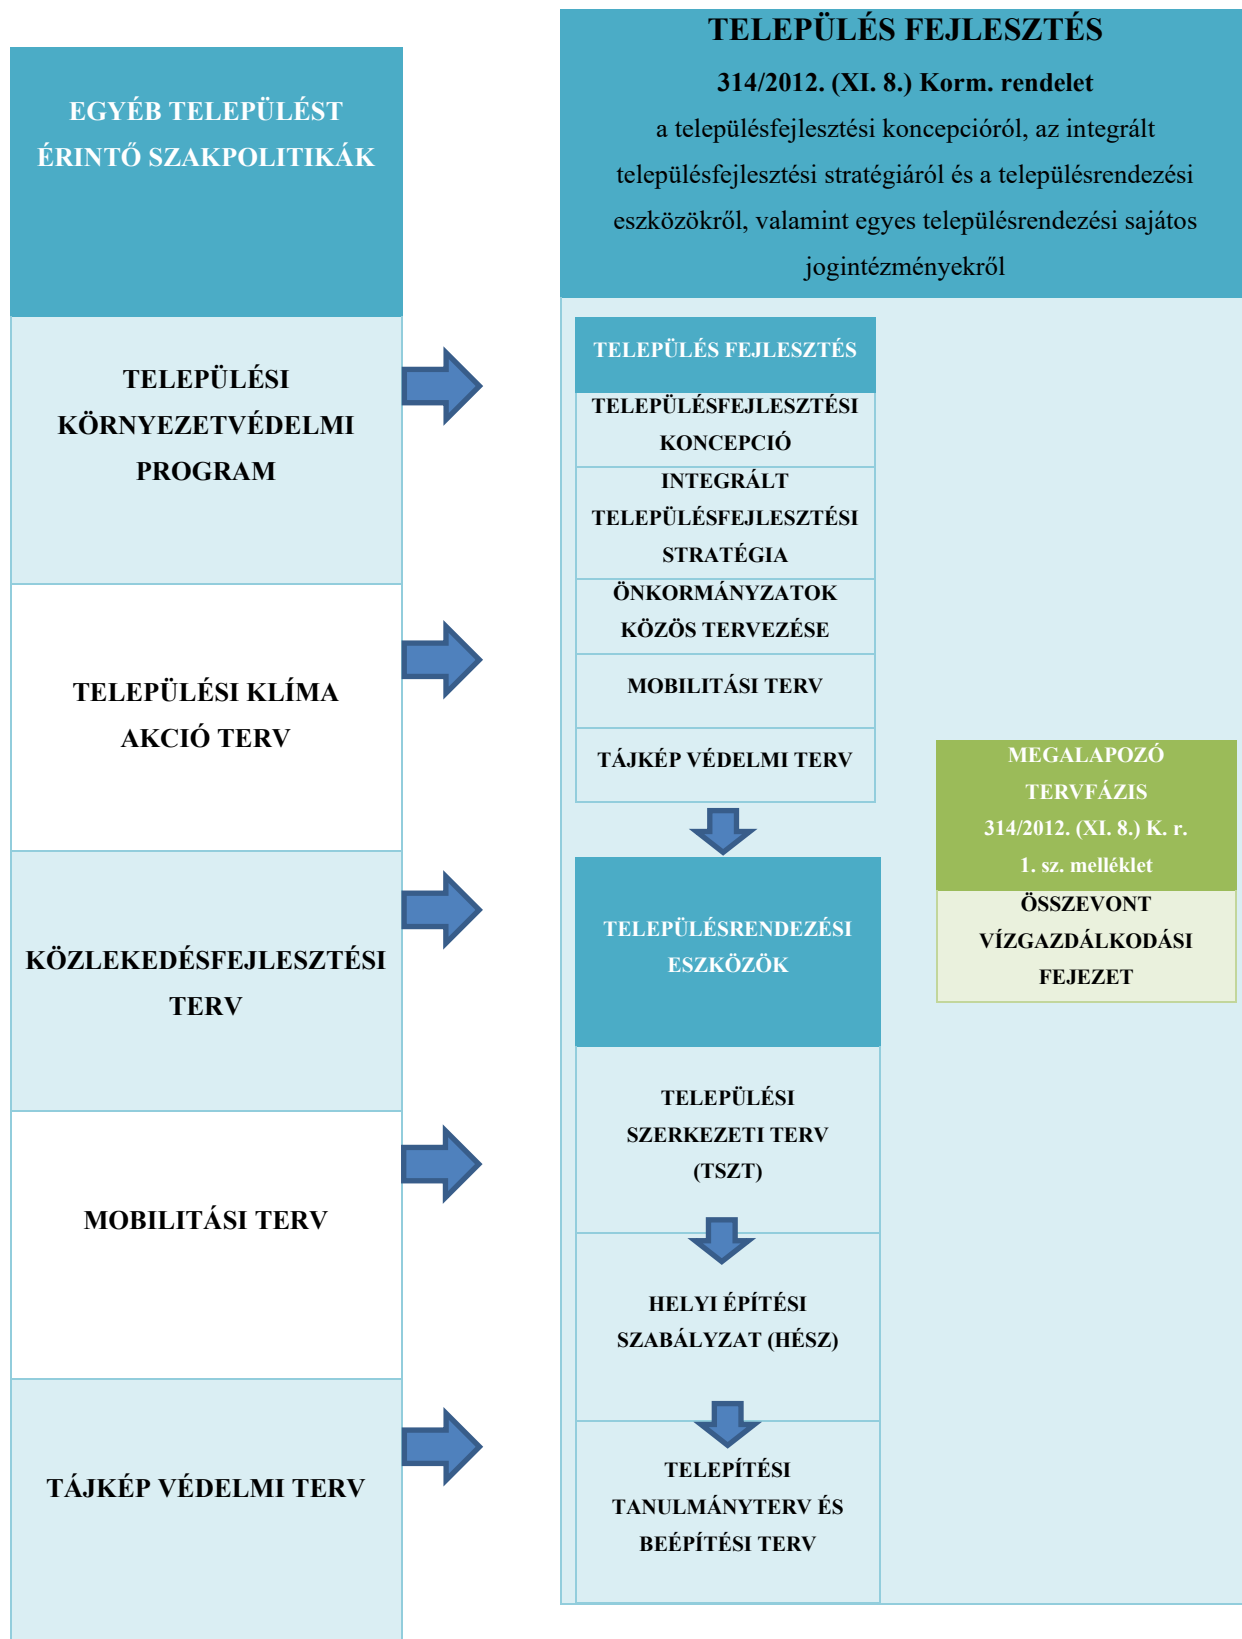 EGYÉB TELEPÜLÉST
ÉRINTŐ SZAKPOLITIKÁK
TELEPÜLÉSI
KÖRNYEZETVÉDELMI
PROGRAM
TELEPÜLÉSI KLÍMA
AKCIÓ TERV
KÖZLEKEDÉSFEJLESZTÉSI
TERV
MOBILITÁSI TERV
TÁJKÉP VÉDELMI TERV
TELEPÜLÉS FEJLESZTÉS
314/2012. (XI. 8.) Korm. rendelet
a településfejlesztési koncepcióról, az integrált
településfejlesztési stratégiáról és a településrendezési
eszközökről, valamint egyes településrendezési sajátos
jogintézményekről
TELEPÜLÉS FEJLESZTÉS
TELEPÜLÉSFEJLESZTÉSI
KONCEPCIÓ
INTEGRÁLT
TELEPÜLÉSFEJLESZTÉSI
STRATÉGIA
ÖNKORMÁNYZATOK
KÖZÖS TERVEZÉSE
MOBILITÁSI TERV
TÁJKÉP VÉDELMI TERV
TELEPÜLÉSRENDEZÉSI
ESZKÖZÖK
TELEPÜLÉSI
SZERKEZETI TERV
(TSZT)
HELYI ÉPÍTÉSI
SZABÁLYZAT (HÉSZ)
TELEPÍTÉSI
TANULMÁNYTERV ÉS
BEÉPÍTÉSI TERV
MEGALAPOZÓ
TERVFÁZIS
314/2012. (XI. 8.) K. r.
1. sz. melléklet
ÖSSZEVONT
VÍZGAZDÁLKODÁSI
FEJEZET